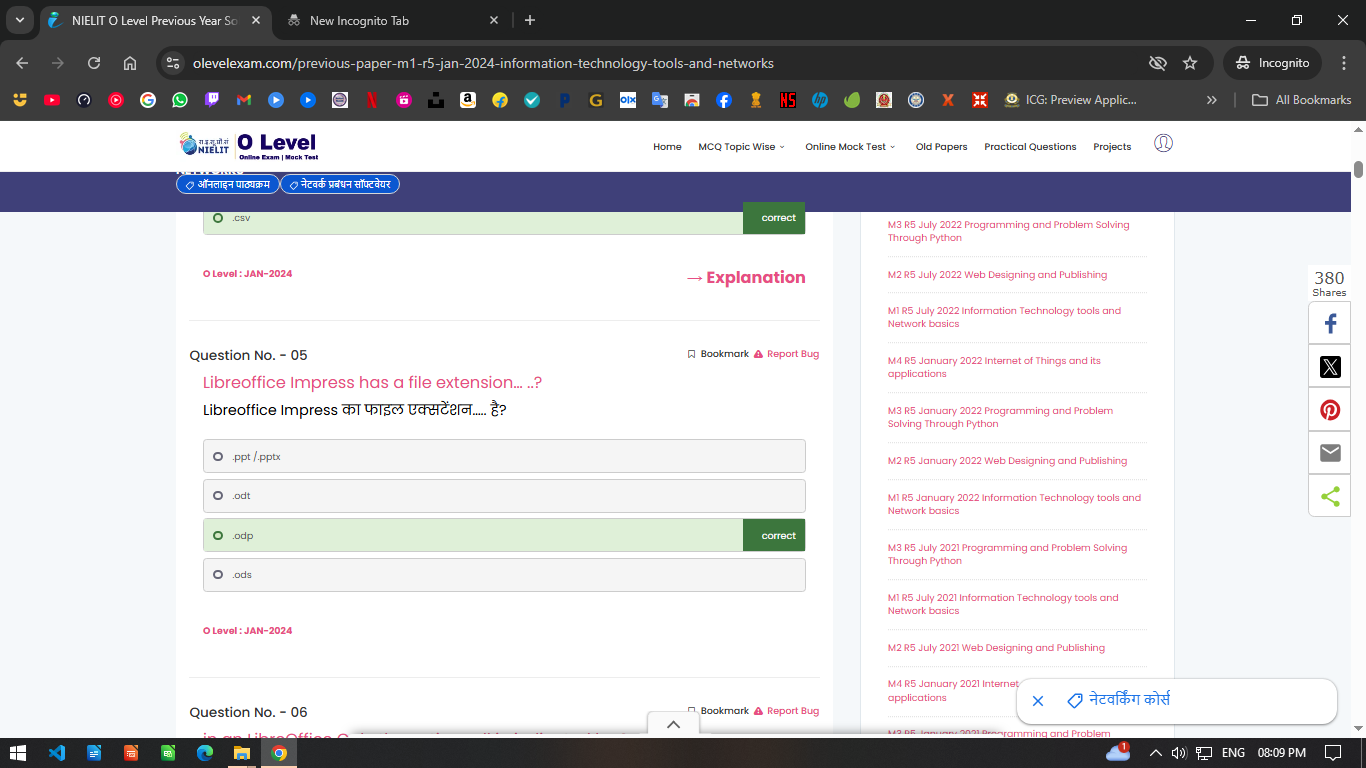 NIELIT O Level Previous Year So
New Incognito Tab
olevelexam.com/previous-paper-m1-r5-jan-2024-information-technology-tools-and-networks
Incognito
ICG: Preview Applic...
All Bookmarks
NIELIT
O Level
Online Exam | Mock Test
Home
MCQ Topic Wise
Online Mock Test
Old Papers
Practical Questions
Projects
ऑनलाइन पाठ्यक्रम
नेटवर्क प्रबंधन सॉफ्टवेयर
.csv
correct
O Level : JAN-2024
→ Explanation
Question No. - 05
Bookmark
Report Bug
Libreoffice Impress has a file extension... ..?
Libreoffice Impress का फाइल एक्सटेंशन..... है?
.ppt /.pptx
.odt
.odp
correct
.ods
O Level : JAN-2024
Question No. - 06
Bookmark
Report Bug
M3 R5 July 2022 Programming and Problem Solving
Through Python
M2 R5 July 2022 Web Designing and Publishing
M1 R5 July 2022 Information Technology tools and
Network basics
M4 R5 January 2022 Internet of Things and its
applications
M3 R5 January 2022 Programming and Problem
Solving Through Python
M2 R5 January 2022 Web Designing and Publishing
M1 R5 January 2022 Information Technology tools and
Network basics
M3 R5 July 2021 Programming and Problem Solving
Through Python
M1 R5 July 2021 Information Technology tools and
Network basics
M2 R5 July 2021 Web Designing and Publishing
M4 R5 January 2021 Internet
applications
M3 R5 January 2021 Programming and Problem
380
Shares
नेटवर्किंग कोर्स
1
ENG
08:09 PM